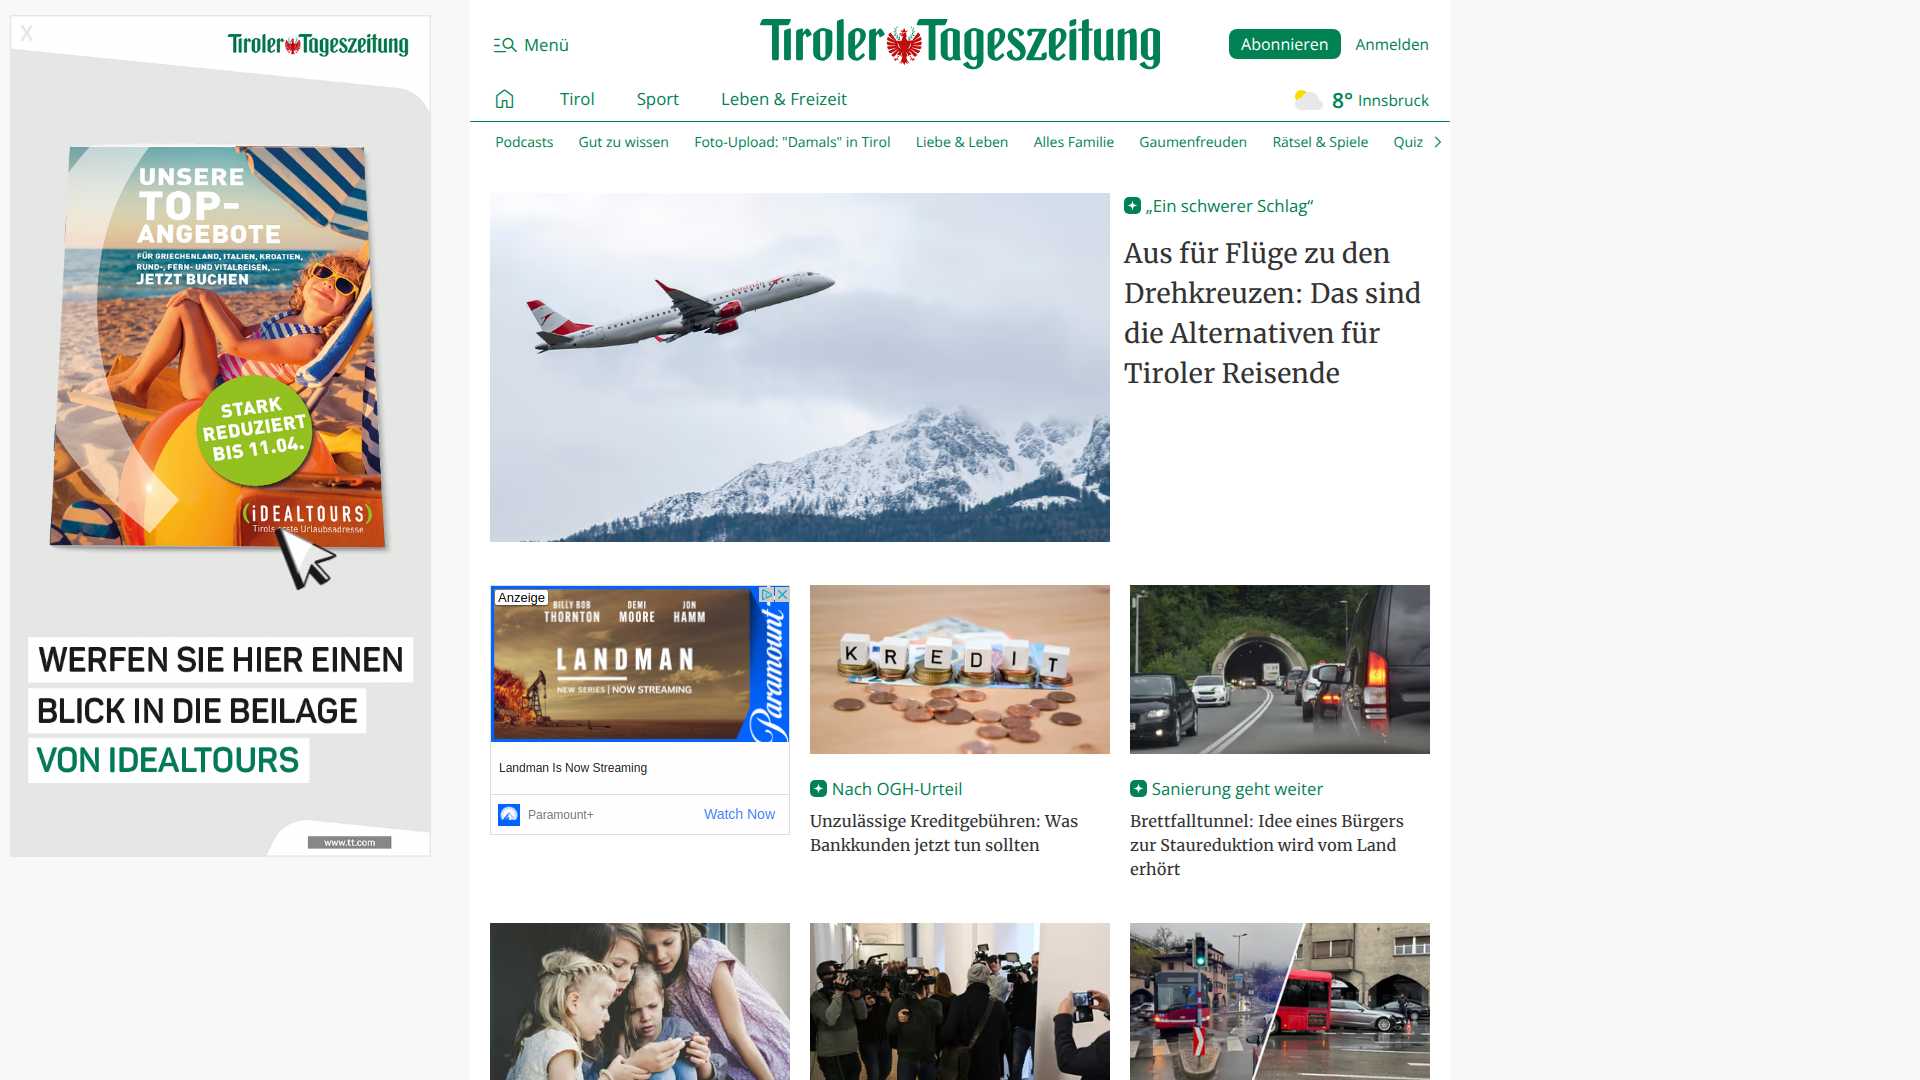 X
Tiroler Tageszeitung
UNSERE
TOP-
ANGEBOTE
FÜR GRIECHENLAND, ITALIEN, KROATIEN,
RUND-, FERN- UND VITALREISEN, ...
JETZT BUCHEN
STARK
REDUZIERT
BIS 11.04.
(iDEALTOURS)
Tirols erste Urlaubsadresse
WERFEN SIE HIER EINEN
BLICK IN DIE BEILAGE
VON IDEALTOURS
www.tt.com
Menü
Tiroler Tageszeitung
Abonnieren
Anmelden
Tirol
Sport
Leben & Freizeit
8° Innsbruck
Podcasts
Gut zu wissen
Foto-Upload: "Damals" in Tirol
Liebe & Leben
Alles Familie
Gaumenfreuden
Rätsel & Spiele
Quiz
„Ein schwerer Schlag“
Aus für Flüge zu den
Drehkreuzen: Das sind
die Alternativen für
Tiroler Reisende
Anzeige
BILLY BOB
THORNTON
DEMI
MOORE
JON
HAMM
LANDMAN
NEW SERIES | NOW STREAMING
Paramount+
Landman Is Now Streaming
Paramount+
Watch Now
KREDIT
Nach OGH-Urteil
Unzulässige Kreditgebühren: Was
Bankkunden jetzt tun sollten
Sanierung geht weiter
Brettfalltunnel: Idee eines Bürgers
zur Staureduktion wird vom Land
erhört